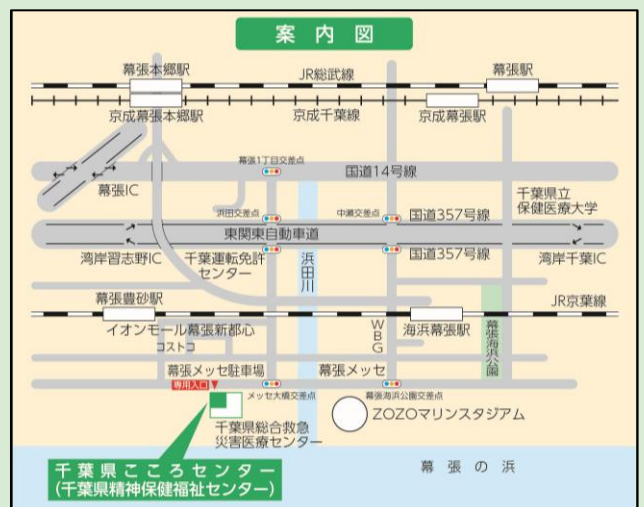 案内図
幕張本郷駅
JR総武線
幕張駅
京成幕張本郷駅
京成千葉線
京成幕張駅
幕張1丁目交差点
国道14号線
幕張IC
千葉県立
保健医療大学
浜田交差点
中瀬交差点
国道357号線
東関東自動車道
湾岸習志野IC
千葉運転免許
センター
浜田川
国道357号線
湾岸千葉IC
幕張豊砂駅
JR京葉線
イオンモール幕張新都心
コストコ
WBG
海浜幕張駅
幕張海浜公園
幕張メッセ駐車場
幕張メッセ
専用入口
メッセ大橋交差点
幕張海浜公園交差点
ZOZOマリンスタジアム
千葉県総合救急
災害医療センター
千葉県こころセンター
(千葉県精神保健福祉センター)
幕張の浜